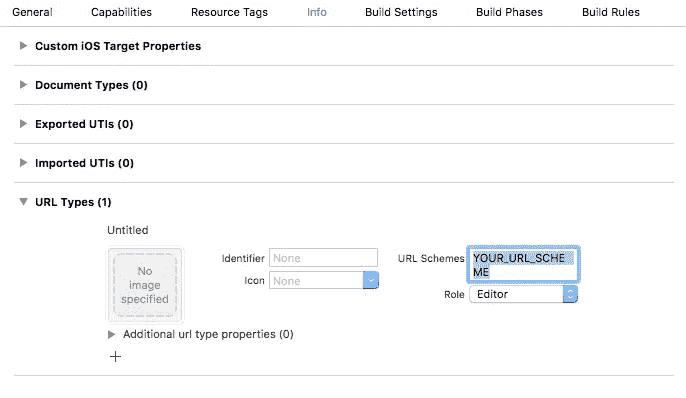 General Capabilities Resource Tags Info Build Settings Build Phases Build Rules
Custom iOS Target Properties
Document Types (0)
Exported UTIs (0)
Imported UTIs (0)
URL Types (1)
Untitled
No
image
specified
Identifier None
Icon None
URL Schemes YOUR_URL_SCHE
ME
Role Editor
Additional url type properties (0)